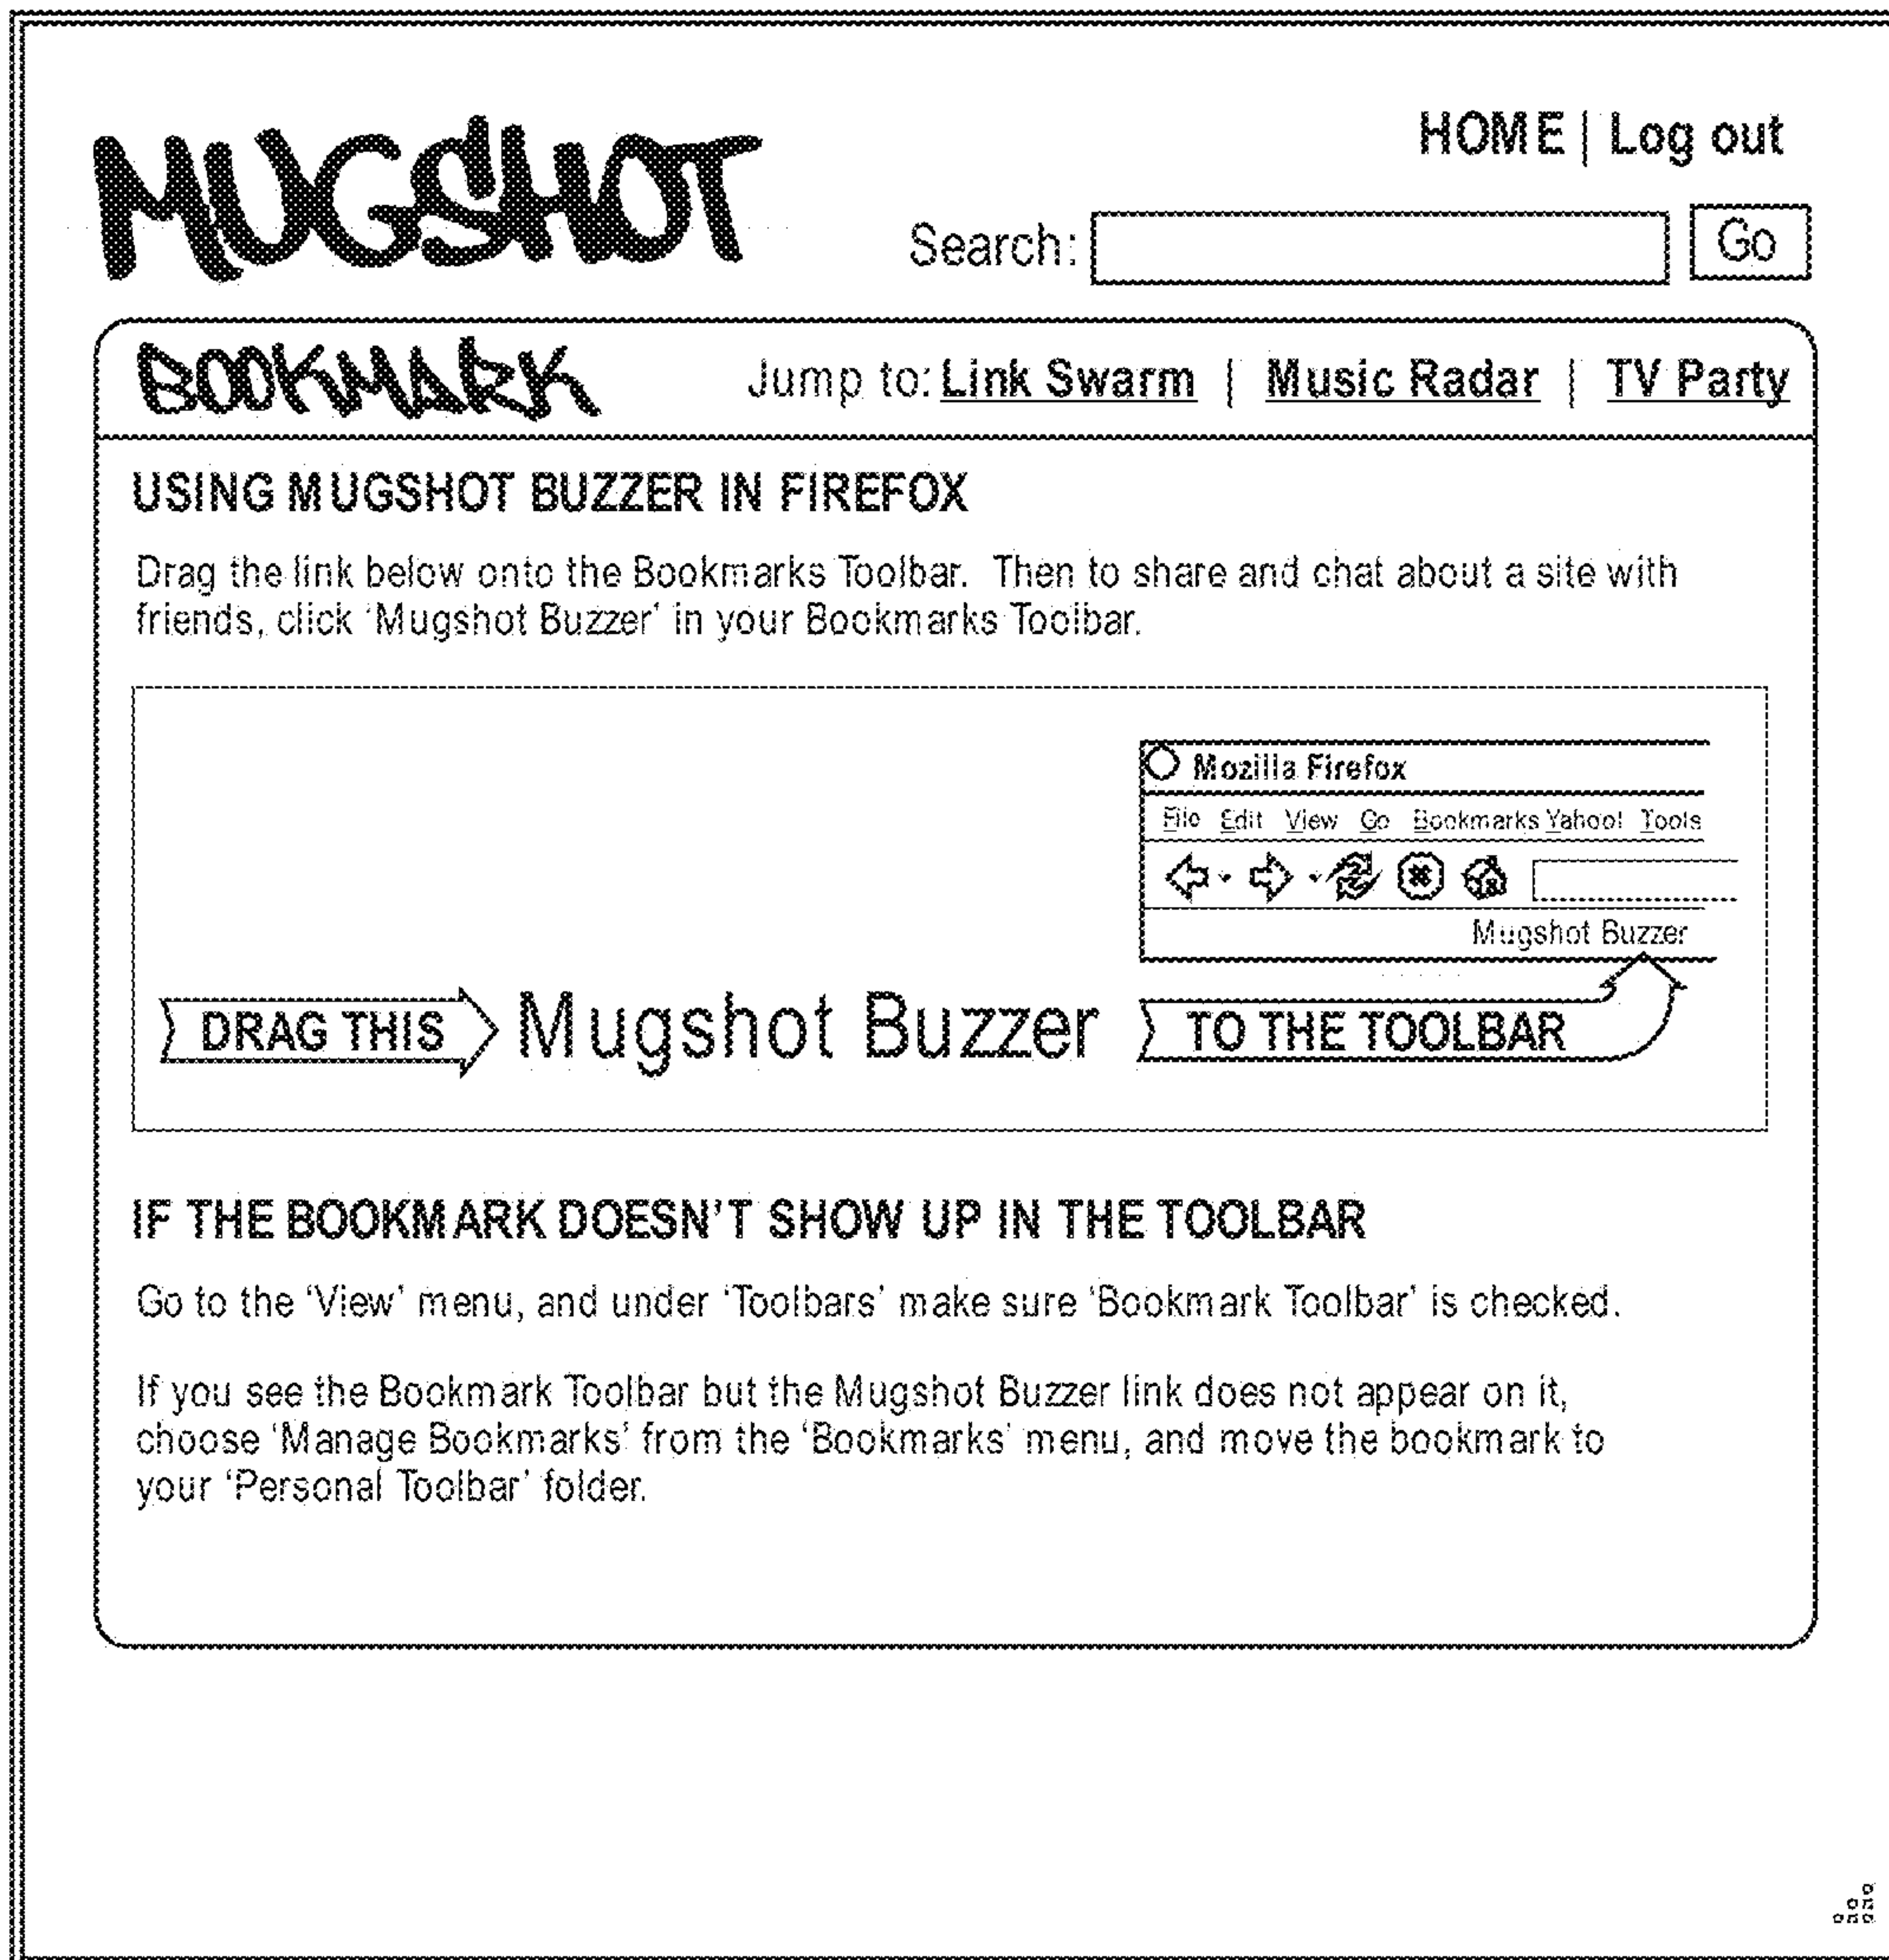 MUGSHOT
HOME | Log out
Search: Go
BOOKMARK
Jump to: Link Swarm | Music Radar | TV Party
USING MUGSHOT BUZZER IN FIREFOX
Drag the link below onto the Bookmarks Toolbar. Then to share and chat about a site with
friends, click ‘Mugshot Buzzer’ in your Bookmarks Toolbar.
Mozilla Firefox
File Edit View Go Bookmarks Yahoo! Tools
Mugshot Buzzer
DRAG THIS Mugshot Buzzer TO THE TOOLBAR
IF THE BOOKMARK DOESN’T SHOW UP IN THE TOOLBAR
Go to the ‘View’ menu, and under ‘Toolbars’ make sure ‘Bookmark Toolbar’ is checked.
If you see the Bookmark Toolbar but the Mugshot Buzzer link does not appear on it,
choose ‘Manage Bookmarks’ from the ‘Bookmarks’ menu, and move the bookmark to
your ‘Personal Toolbar’ folder.